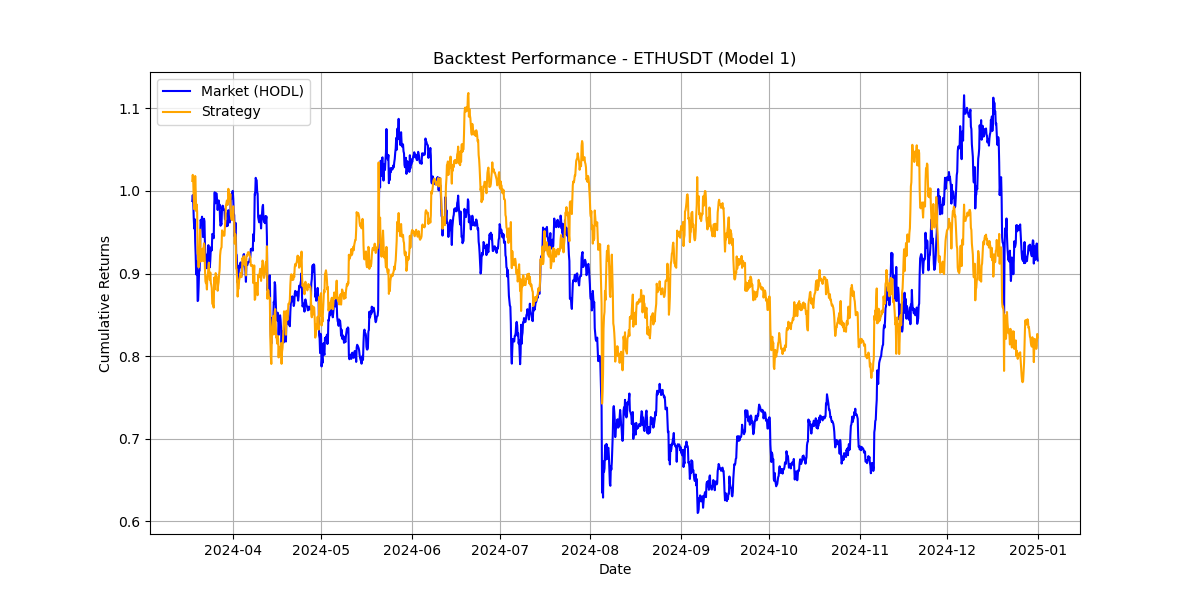 Backtest Performance - ETHUSDT (Model 1)
Market (HODL)
Strategy
Cumulative Returns
1.1
1.0
0.9
0.8
0.7
0.6
2024-04 2024-05 2024-06 2024-07 2024-08 2024-09 2024-10 2024-11 2024-12 2025-01
Date